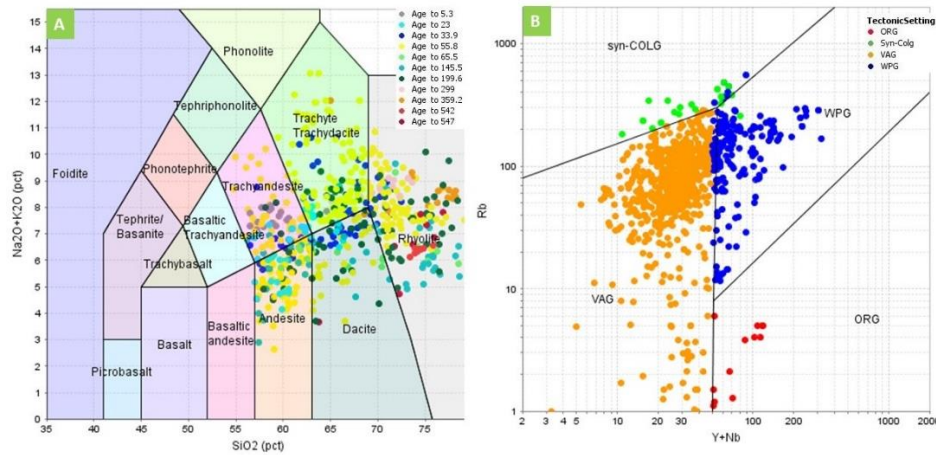 A
15
14
13
12
11
10
9
8
7
6
5
4
3
2
1
0
Na2O+K2O (pct)
35
40
45
50
55
60
65
70
75
SiO2 (pct)
Foidite
Phonolite
Tephriphonolite
Phonotephrite
Tephrite/
Basanite
Trachybasalt
Basaltic
Trachyandesite
Trachyandesite
Trachyte
Trachydacite
Rhyolite
Picrobasalt
Basalt
Basaltic
andesite
Andesite
Dacite
Age to 5.3
Age to 23
Age to 33.9
Age to 55.8
Age to 65.5
Age to 145.5
Age to 199.6
Age to 299
Age to 359.2
Age to 542
Age to 547
B
1000
100
10
1
Rb
2
4
5
10
20
100
200
1000
2000
Y+Nb
syn-COLG
WPG
VAG
ORG
TectonicSetting
ORG
Syn-Colg
VAG
WPG